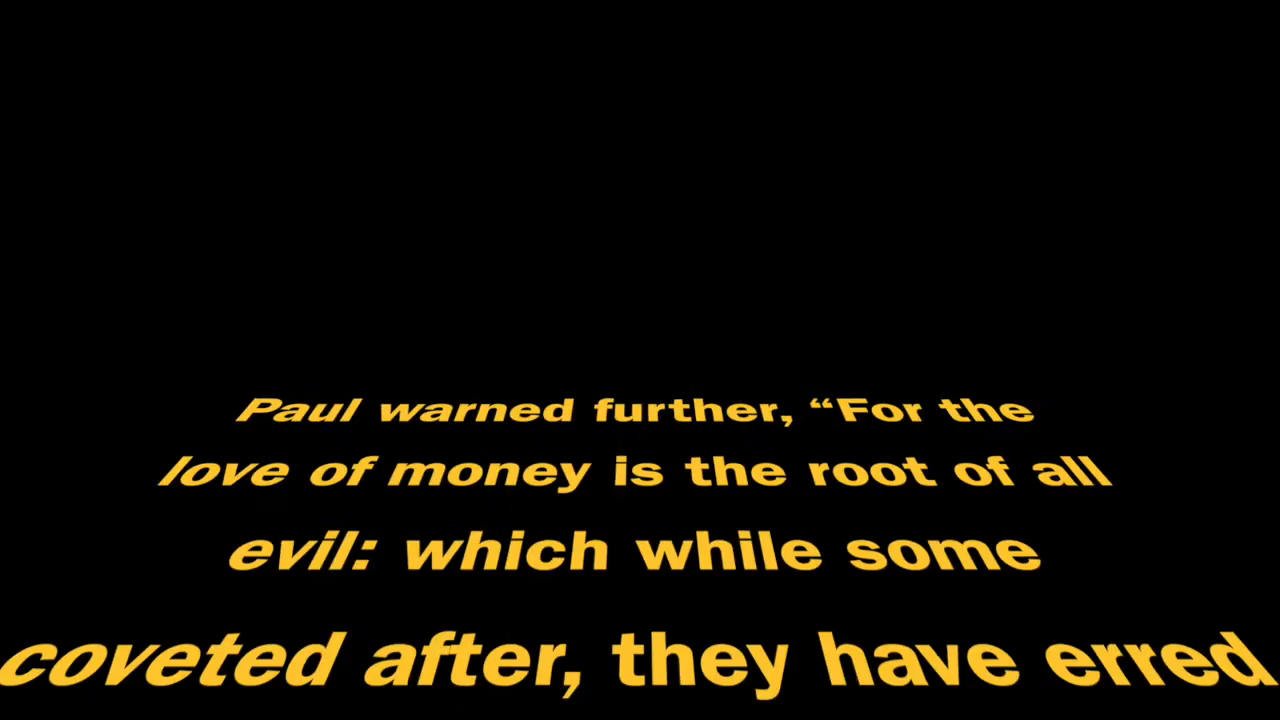 Paul warned further, “For the
love of money is the root of all
evil: which while some
coveted after, they have erred